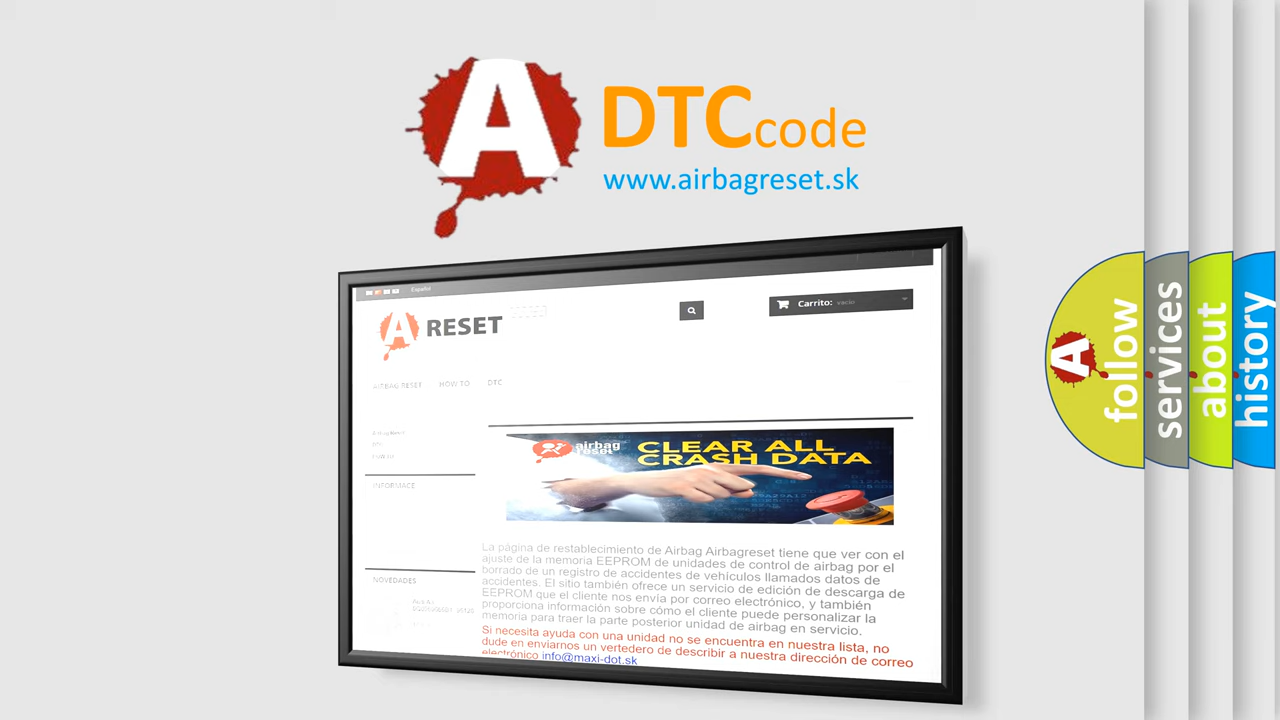 A
DTCcode
www.airbagreset.sk
Español
A RESET
Carrito: vacío
AIRBAG RESET HOW TO DTC
INFORMACE
airbag
reset
CLEAR ALL
CRASH DATA
La página de restablecimiento de Airbag Airbagreset tiene que ver con el
ajuste de la memoria EEPROM de unidades de control de airbag por el
borrado de un registro de accidentes de vehículos llamados datos de
accidentes. El sitio también ofrece un servicio de edición de descarga de
EEPROM que el cliente nos envía por correo electrónico, y también
proporciona información sobre cómo el cliente puede personalizar la
memoria para traer la parte posterior unidad de airbag en servicio.
Si necesita ayuda con una unidad no se encuentra en nuestra lista, no
dude en enviarnos un vertedero de describir a nuestra dirección de correo
electrónico info@maxi-dot.sk
NOVEDADES
A
follow
services
about
history